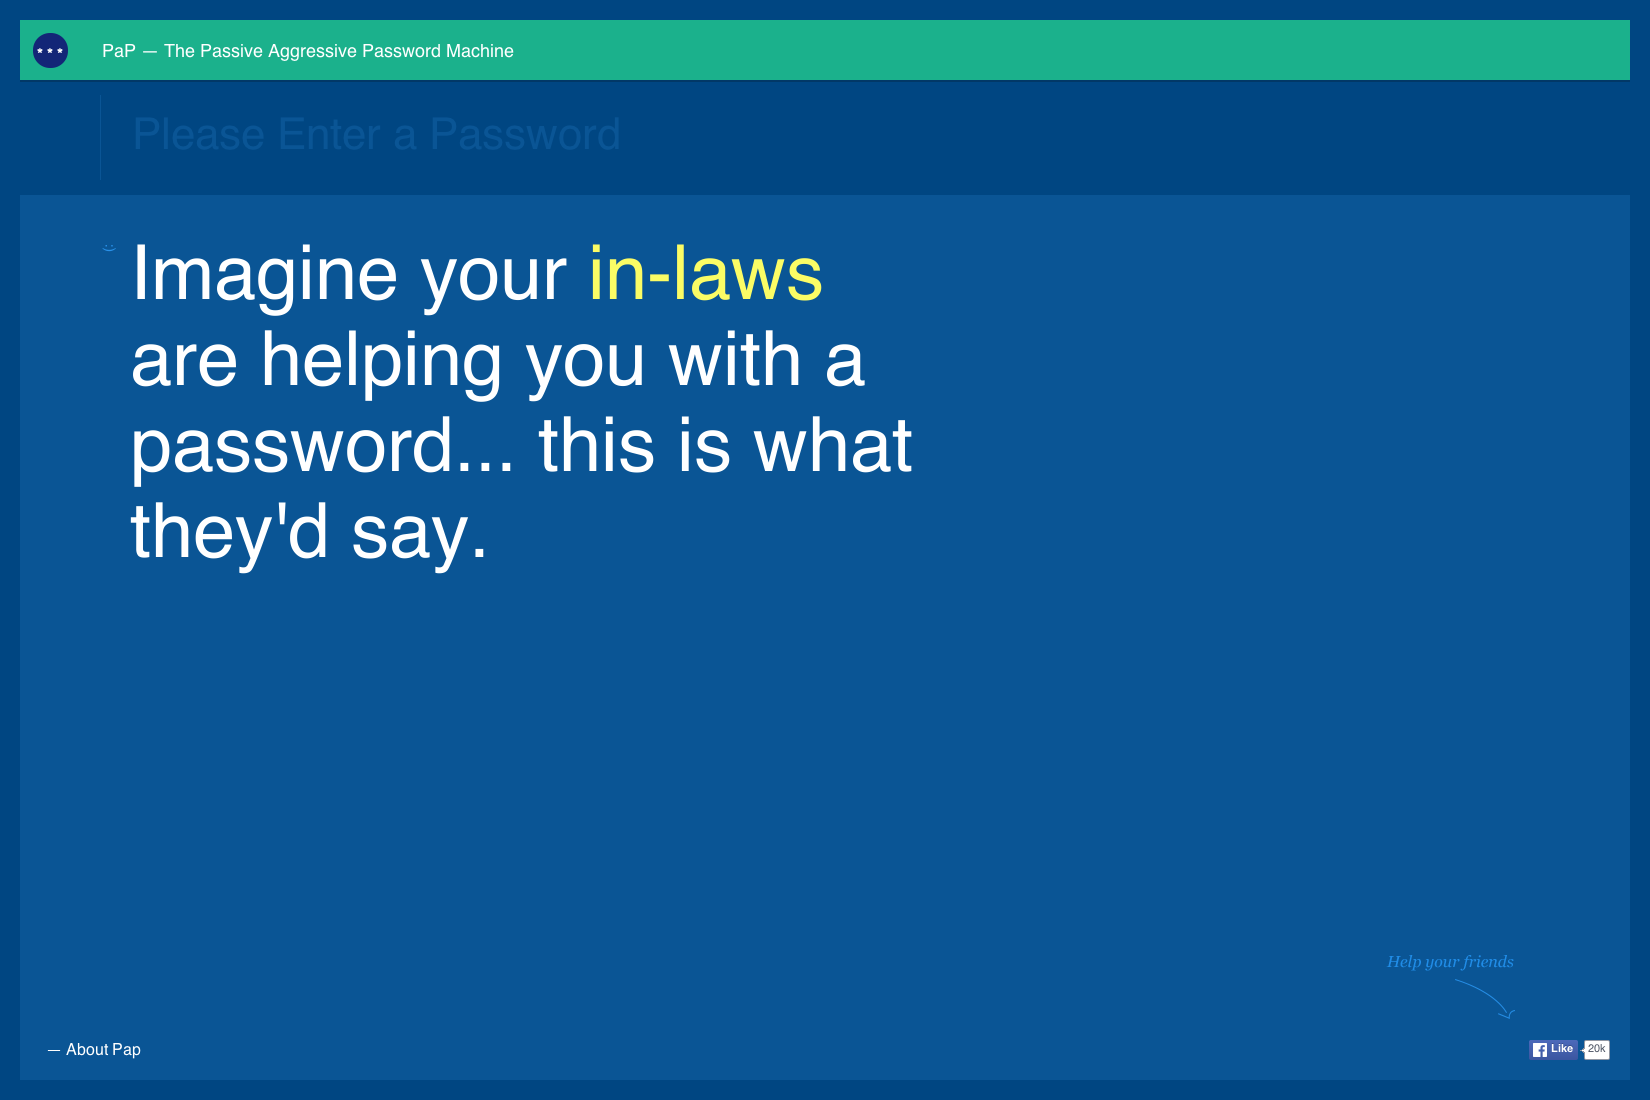 PaP — The Passive Aggressive Password Machine
Please Enter a Password
Imagine your in-laws
are helping you with a
password... this is what
they'd say.
Help your friends
— About Pap
Like 20k